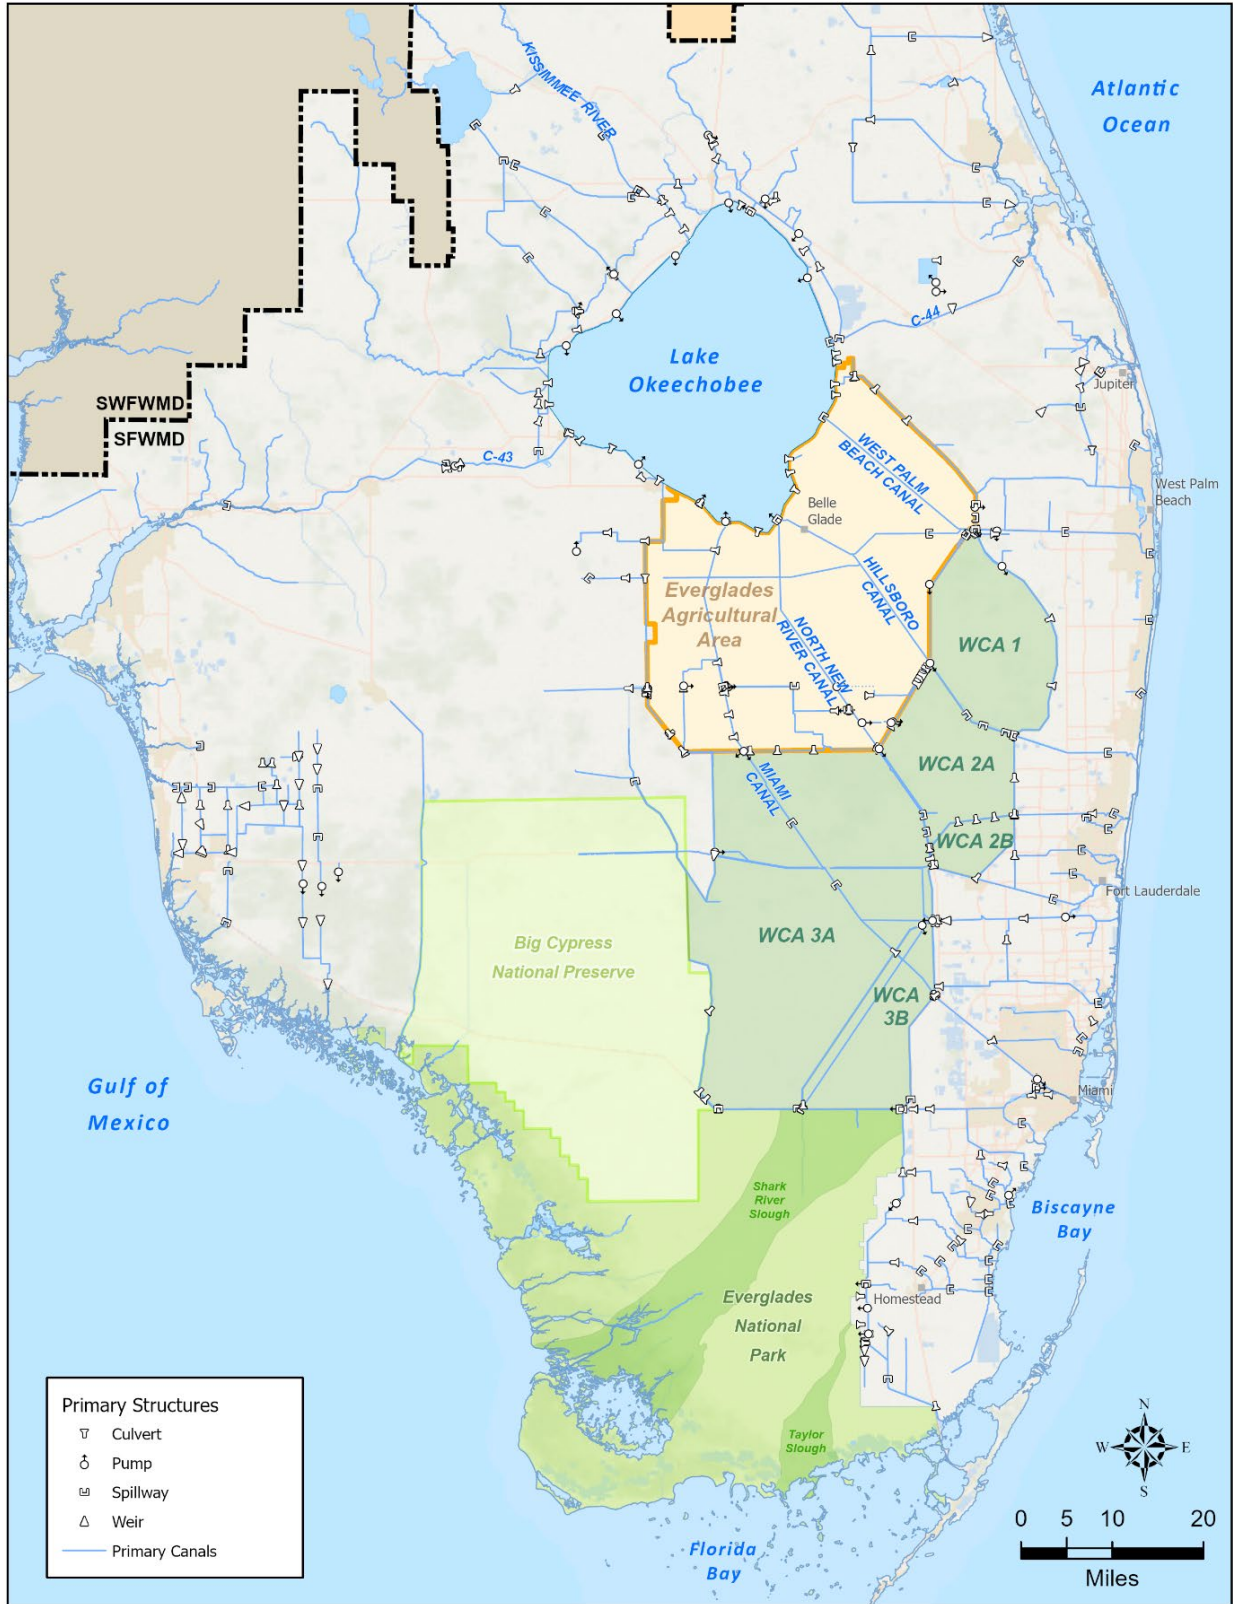 KISSIMMEE RIVER
Atlantic
Ocean
C-44
Lake
Okeechobee
Jupiter
SWFWMD
SFWMD
C-43
WEST PALM
BEACH CANAL
West Palm
Beach
Belle
Glade
HILLSBORO
CANAL
Everglades
Agricultural
Area
NORTH NEW
RIVER CANAL
WCA 1
MIAMI
CANAL
WCA 2A
WCA 2B
Fort Lauderdale
Big Cypress
National Preserve
WCA 3A
WCA
3B
Gulf of
Mexico
Miami
Shark
River
Slough
Biscayne
Bay
Everglades
National
Park
Homestead
Taylor
Slough
Florida
Bay
Primary Structures
Culvert
Pump
Spillway
Weir
Primary Canals
N
W E
S
0 5 10 20
Miles